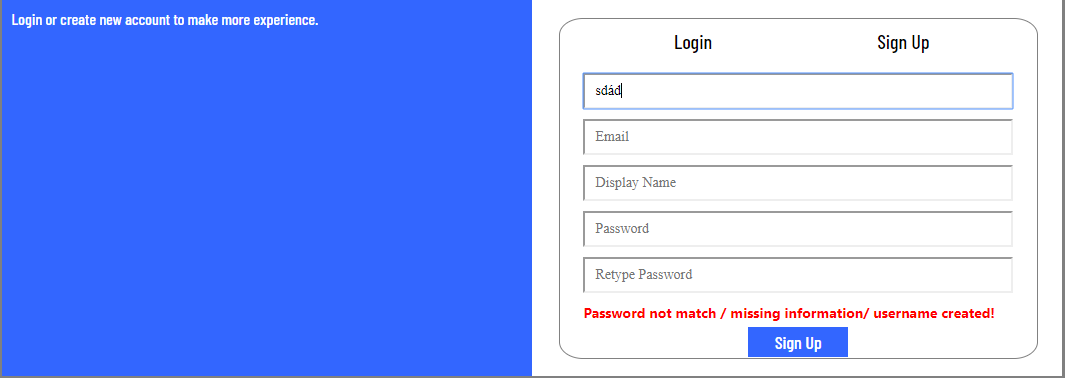 Login or create new account to make more experience.
Login
Sign Up
sdád
Email
Display Name
Password
Retype Password
Password not match / missing information/ username created!
Sign Up